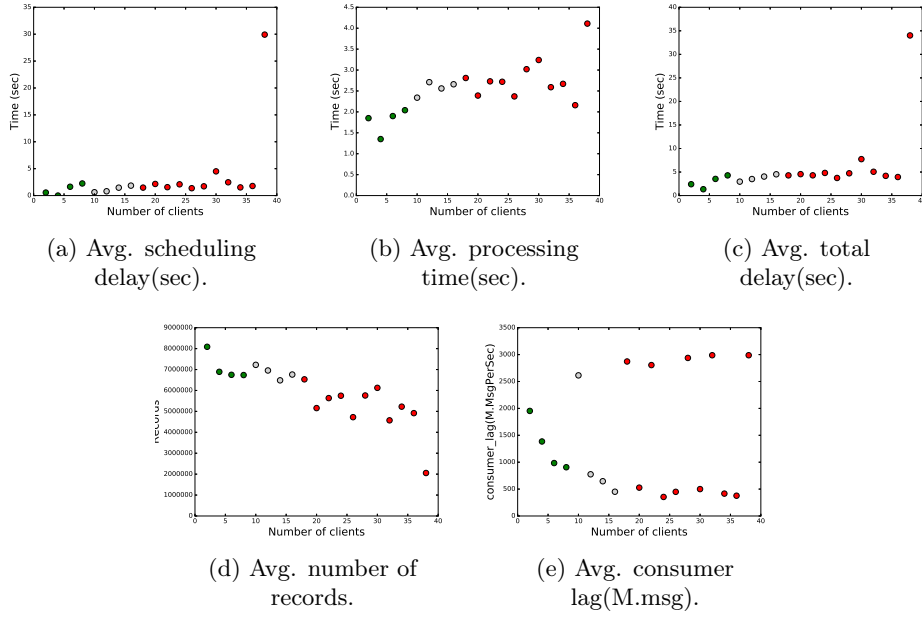 35
30
25
20
15
10
5
0
Time (sec)
0 5 10 15 20 25 30 35 40
Number of clients
(a) Avg. scheduling
delay(sec).
4.5
4.0
3.5
3.0
2.5
2.0
1.5
1.0
0.5
0.0
Time (sec)
0 5 10 15 20 25 30 35 40
Number of clients
(b) Avg. processing
time(sec).
40
35
30
25
20
15
10
5
0
Time (sec)
0 5 10 15 20 25 30 35 40
Number of clients
(c) Avg. total
delay(sec).
9000000
8000000
7000000
6000000
5000000
4000000
3000000
2000000
1000000
0
Records
0 5 10 15 20 25 30 35 40
Number of clients
(d) Avg. number of
records.
3500
3000
2500
2000
1500
1000
500
0
consumer_lag(M.MsgPerSec)
0 5 10 15 20 25 30 35 40
Number of clients
(e) Avg. consumer
lag(M.msg).